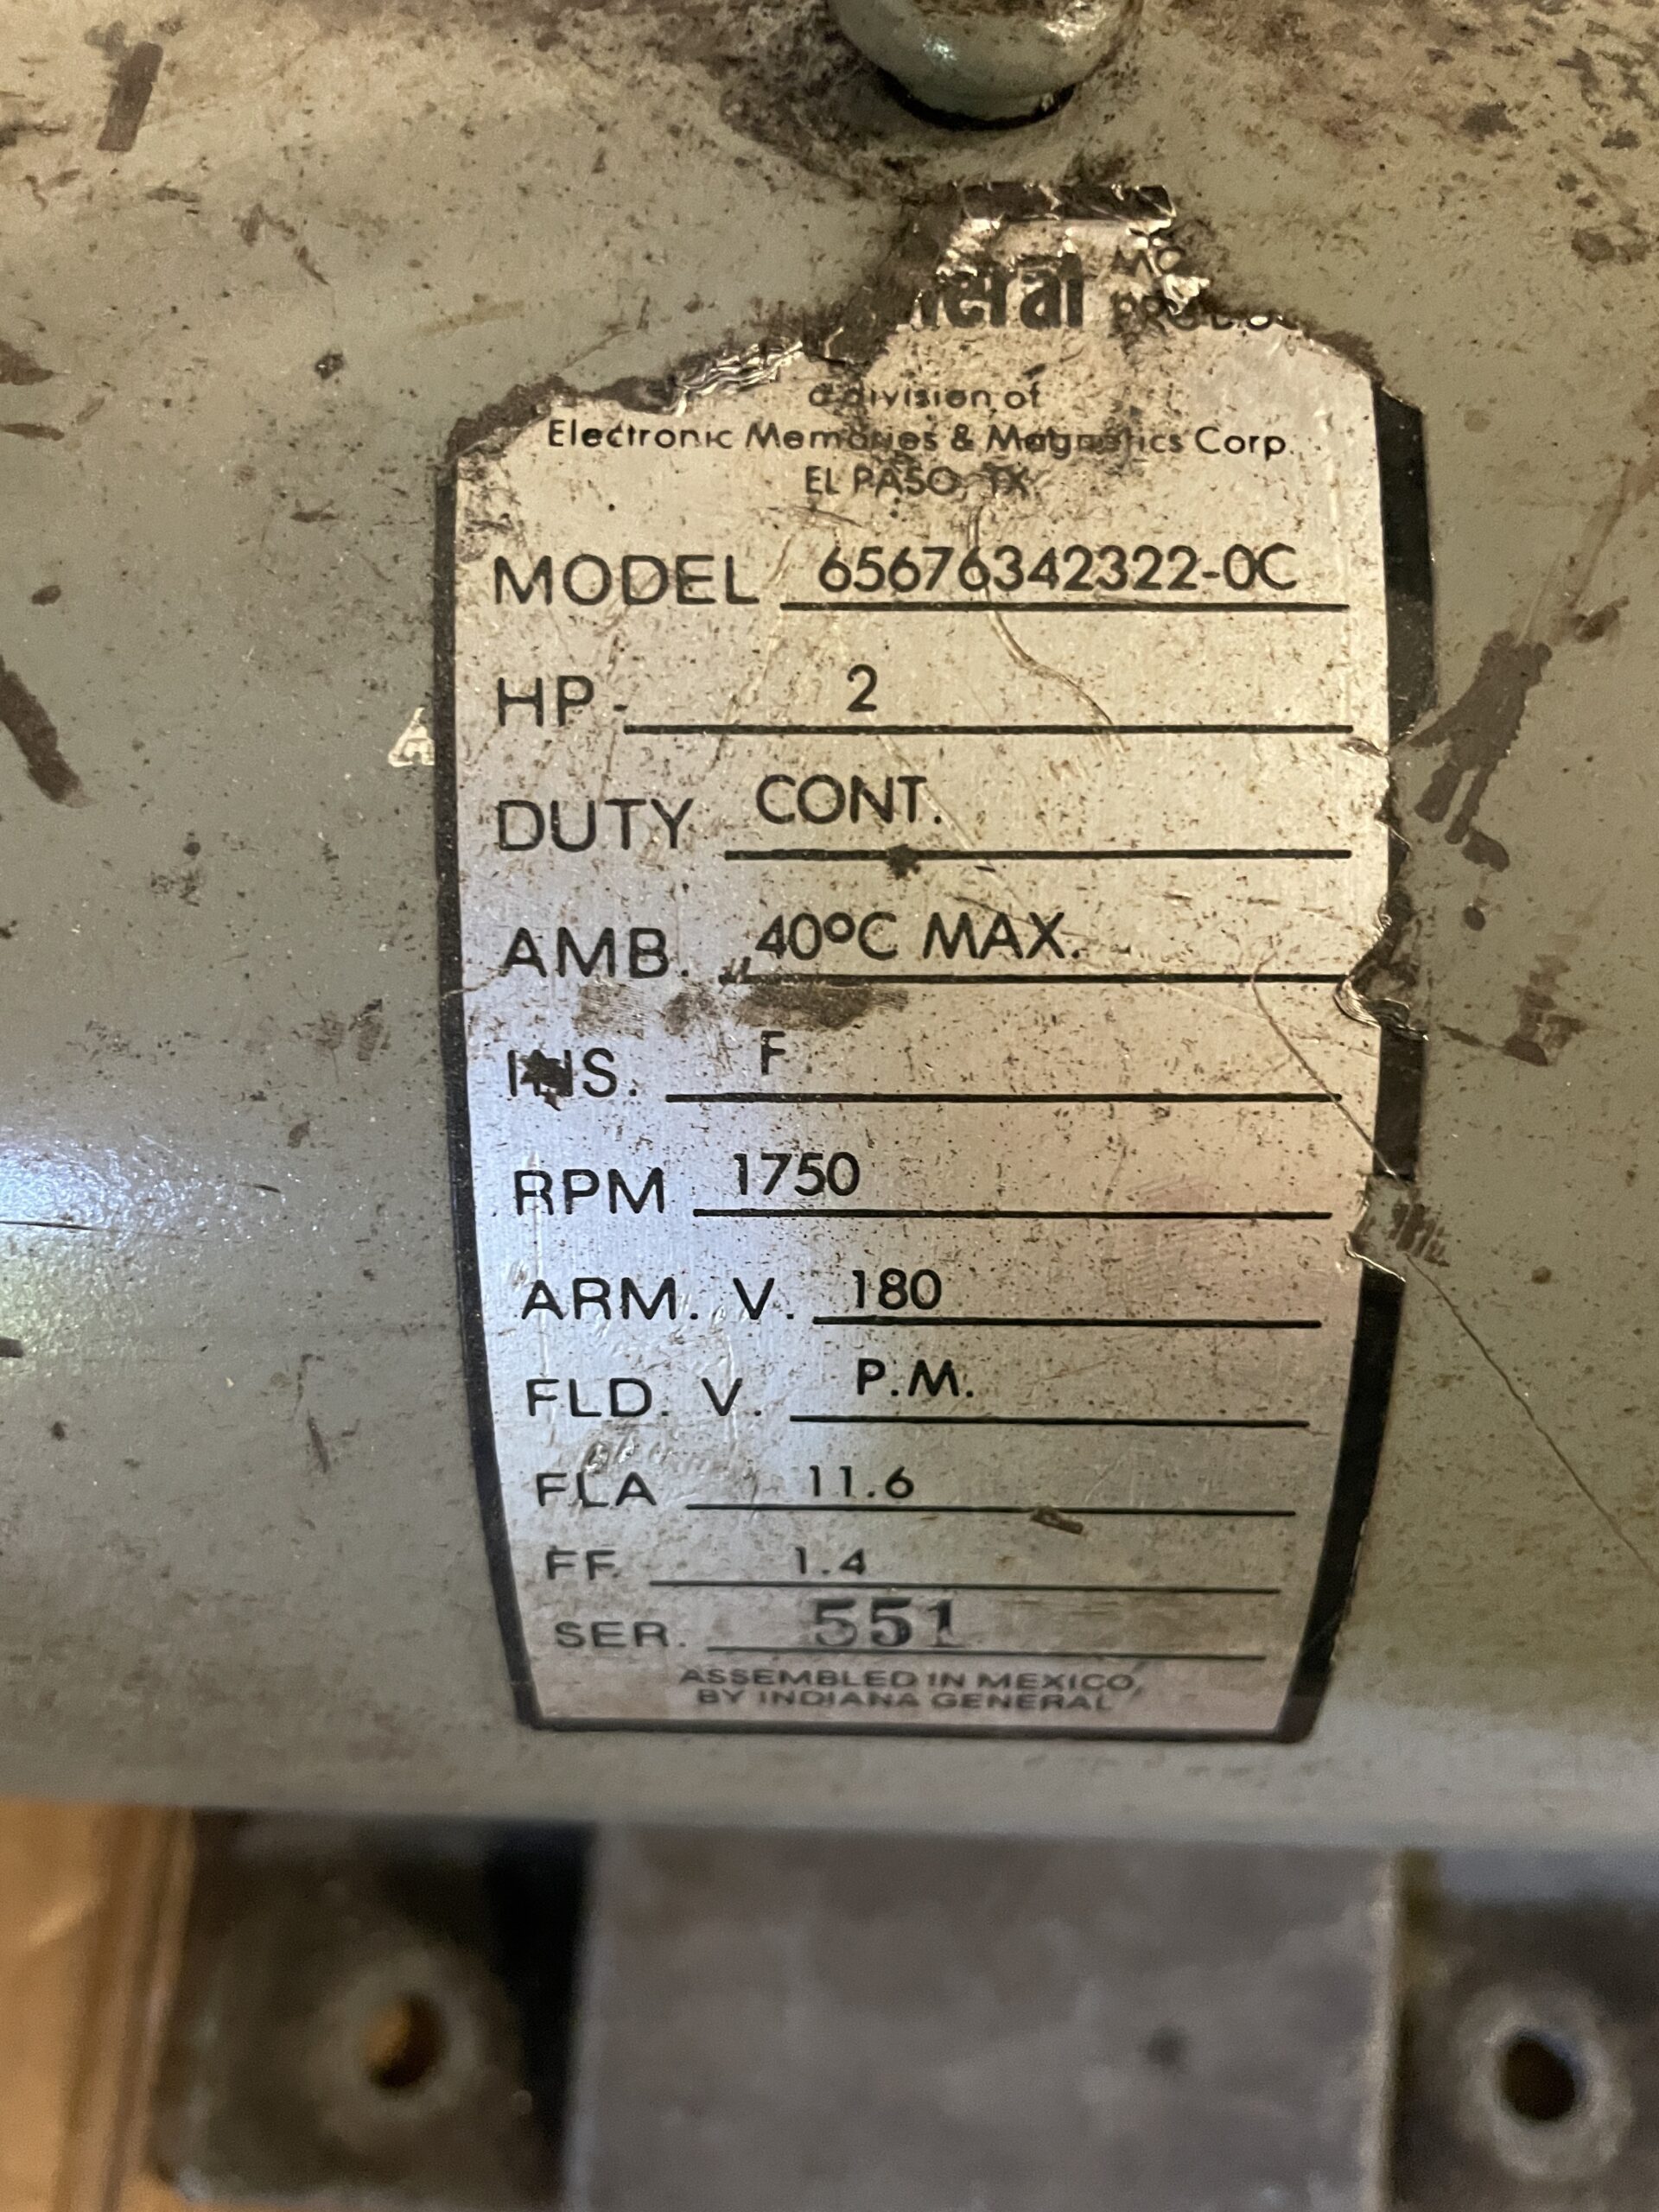 a division of
Electronic Memories & Magnetics Corp.
EL PASO, TX
MODEL 65676342322-0C
HP 2
DUTY CONT.
AMB. 40°C MAX.
INS. F
RPM 1750
ARM. V. 180
FLD. V. P.M.
FLA 11.6
FF. 1.4
SER. 551
ASSEMBLED IN MEXICO,
BY INDIANA GENERAL